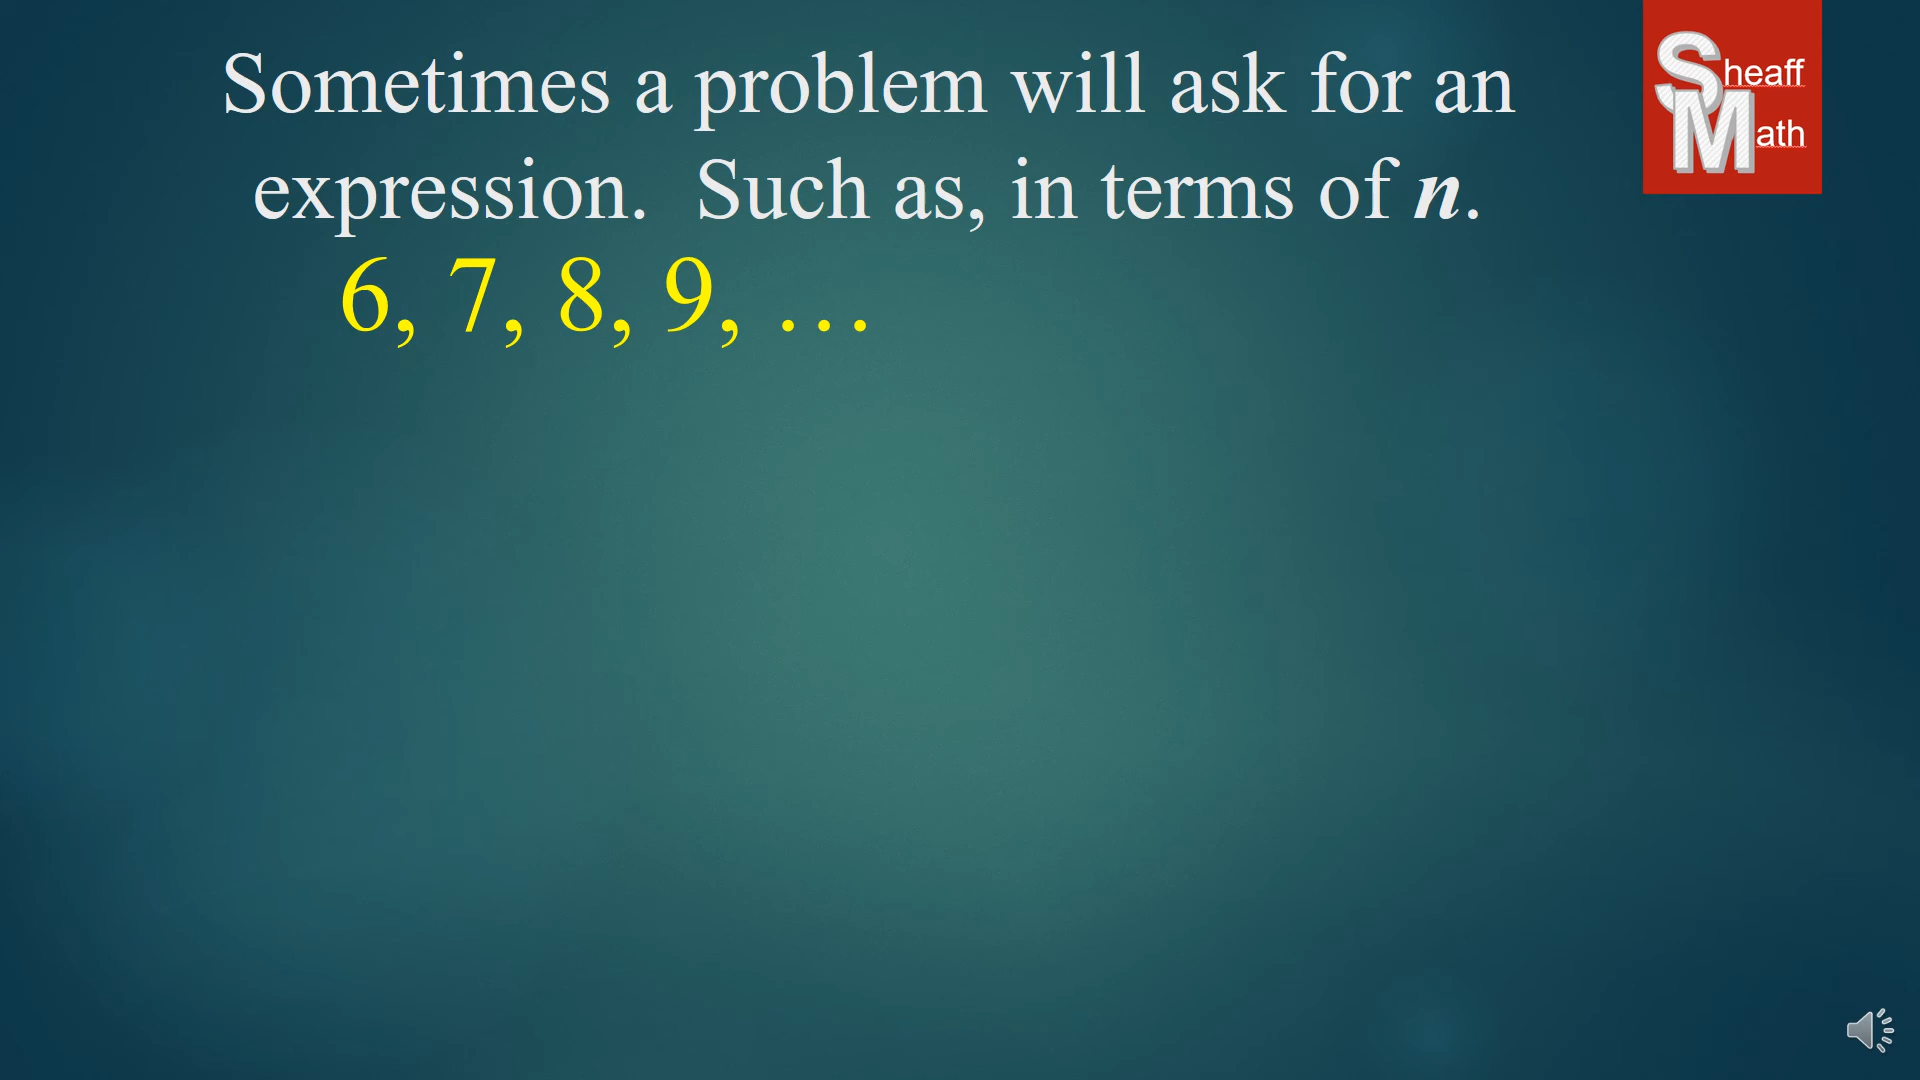 Sometimes a problem will ask for an
expression.  Such as, in terms of n.
6, 7, 8, 9, …
Sheaff
Math